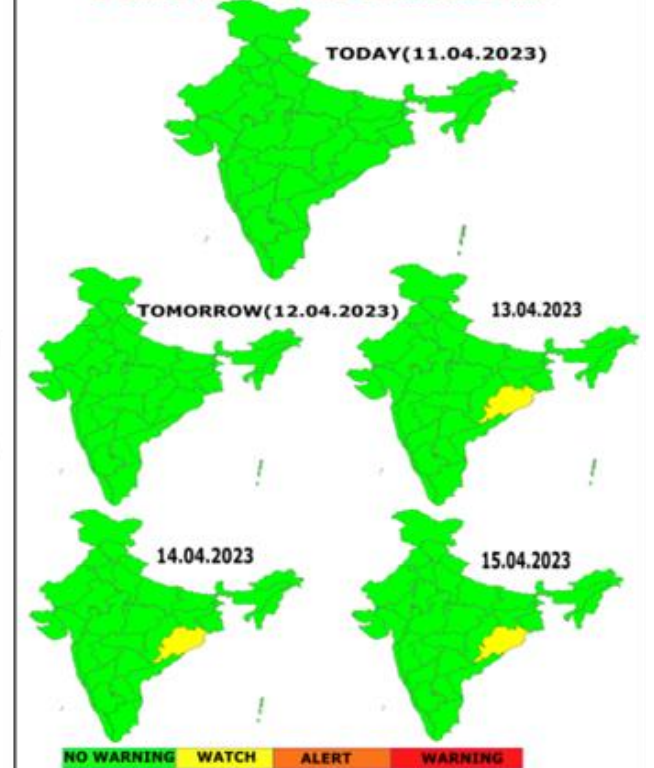 TODAY(11.04.2023)
TOMORROW(12.04.2023)
13.04.2023
14.04.2023
15.04.2023
NO WARNING WATCH ALERT WARNING